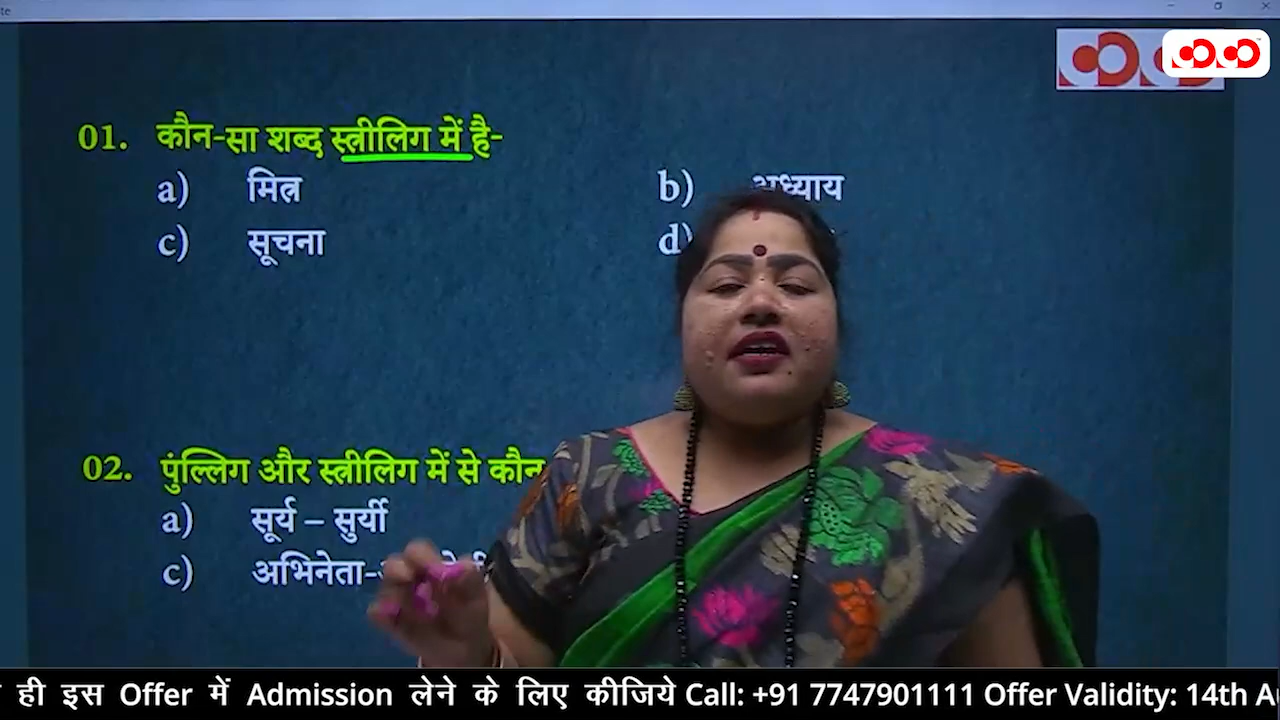 01. कौन-सा शब्द स्त्रीलिंग में है-
a) मित्र b) अध्याय
c) सूचना d)
02. पुंल्लिग और स्त्रीलिंग में से कौन
a) सूर्य – सुर्यी
c) अभिनेता-
ही इस Offer में Admission लेने के लिए कीजिये Call: +91 7747901111 Offer Validity: 14th